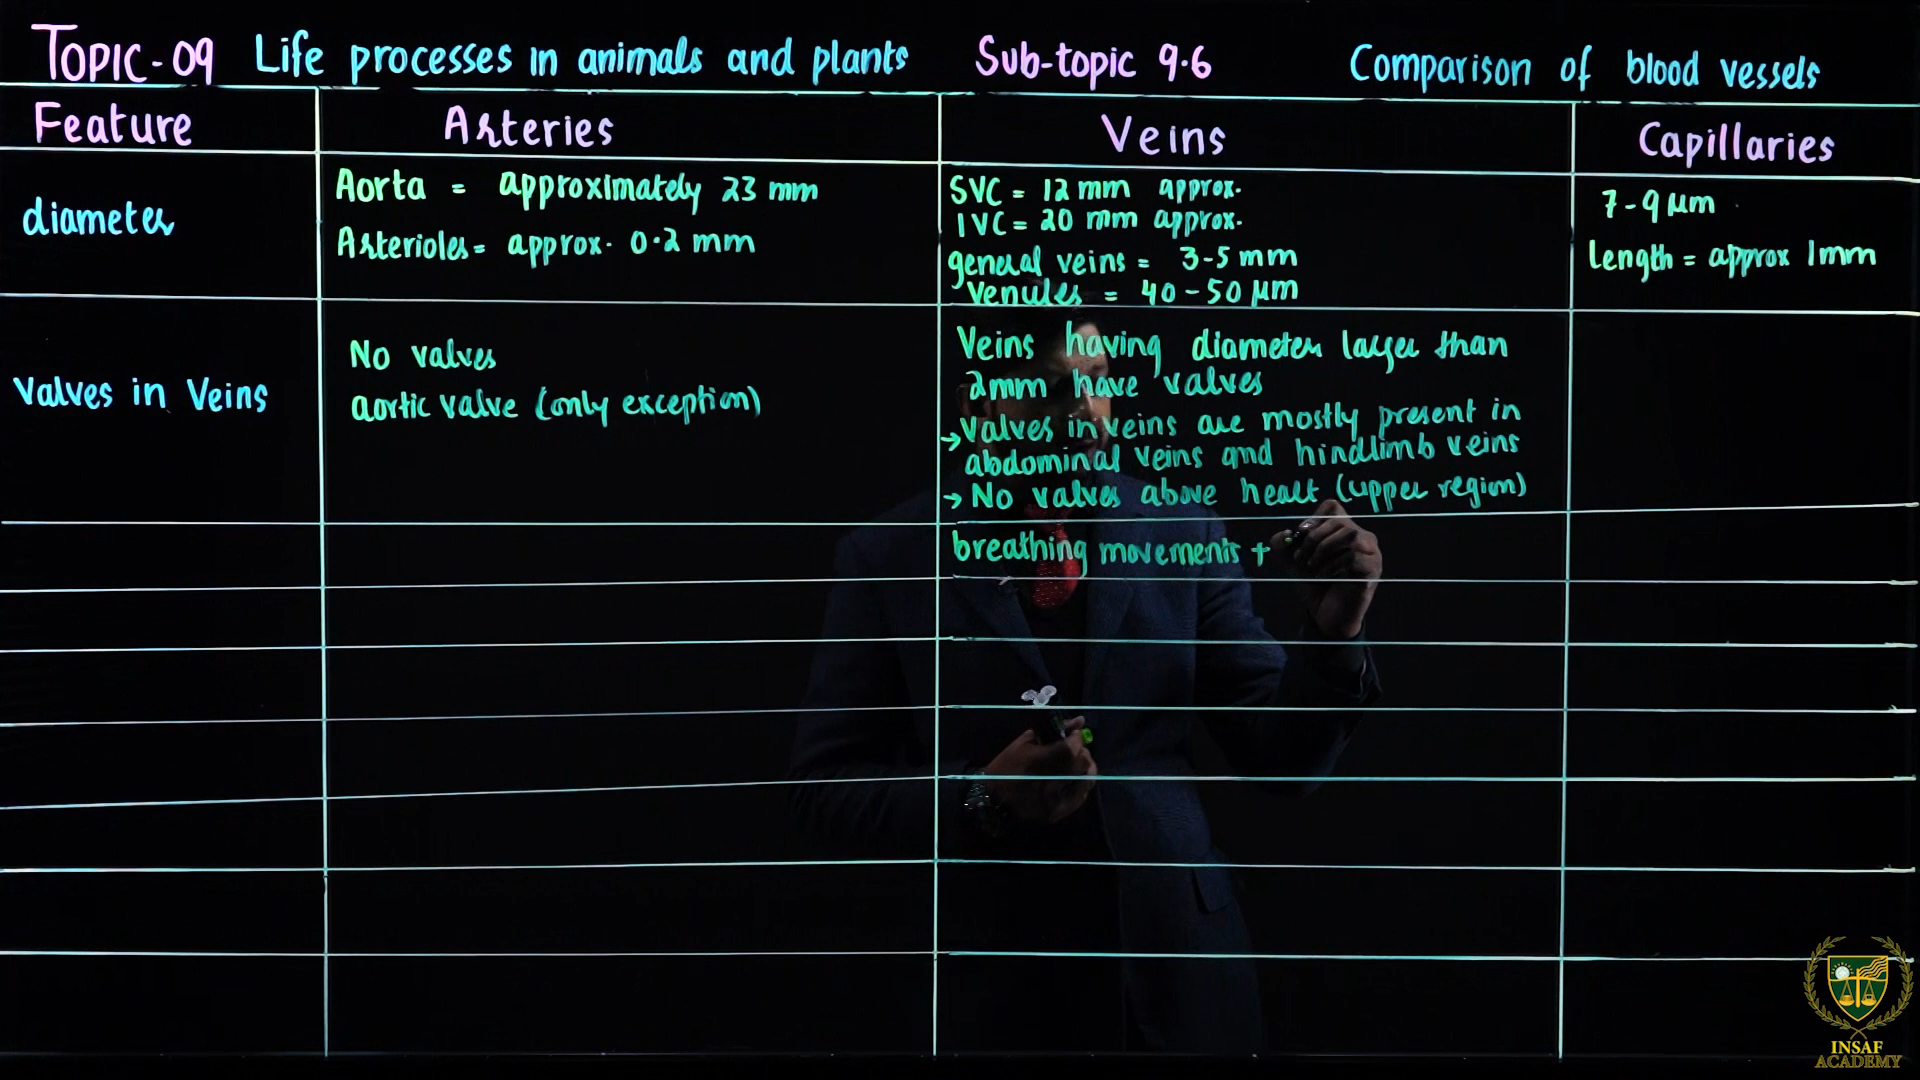 TOPIC-09 Life processes in animals and plants Sub-topic 9.6 Comparison of blood vessels
Feature Arteries Veins Capillaries
diameter
Aorta = approximately 23 mm
Arterioles = approx. 0.2 mm
SVC = 12 mm approx.
IVC = 20 mm approx.
general veins = 3-5 mm
venules = 40-50 μm
7-9 μm
Length = approx 1mm
Valves in Veins
No valves
aortic valve (only exception)
Veins having diameter larger than
2mm have valves
→ Valves in veins are mostly present in
abdominal veins and hindlimb veins
→ No valves above heart (upper region)
breathing movements +
INSAF
ACADEMY